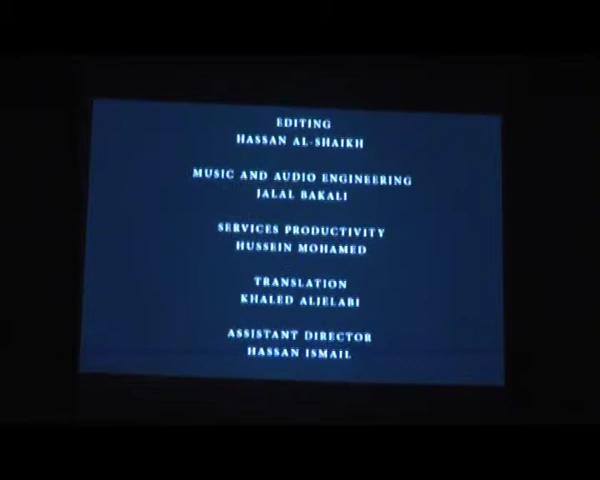 EDITING
HASSAN AL-SHAIKH
MUSIC AND AUDIO ENGINEERING
JALAL BAKALI
SERVICES PRODUCTIVITY
HUSSEIN MOHAMED
TRANSLATION
KHALED ALJELABI
ASSISTANT DIRECTOR
HASSAN ISMAIL